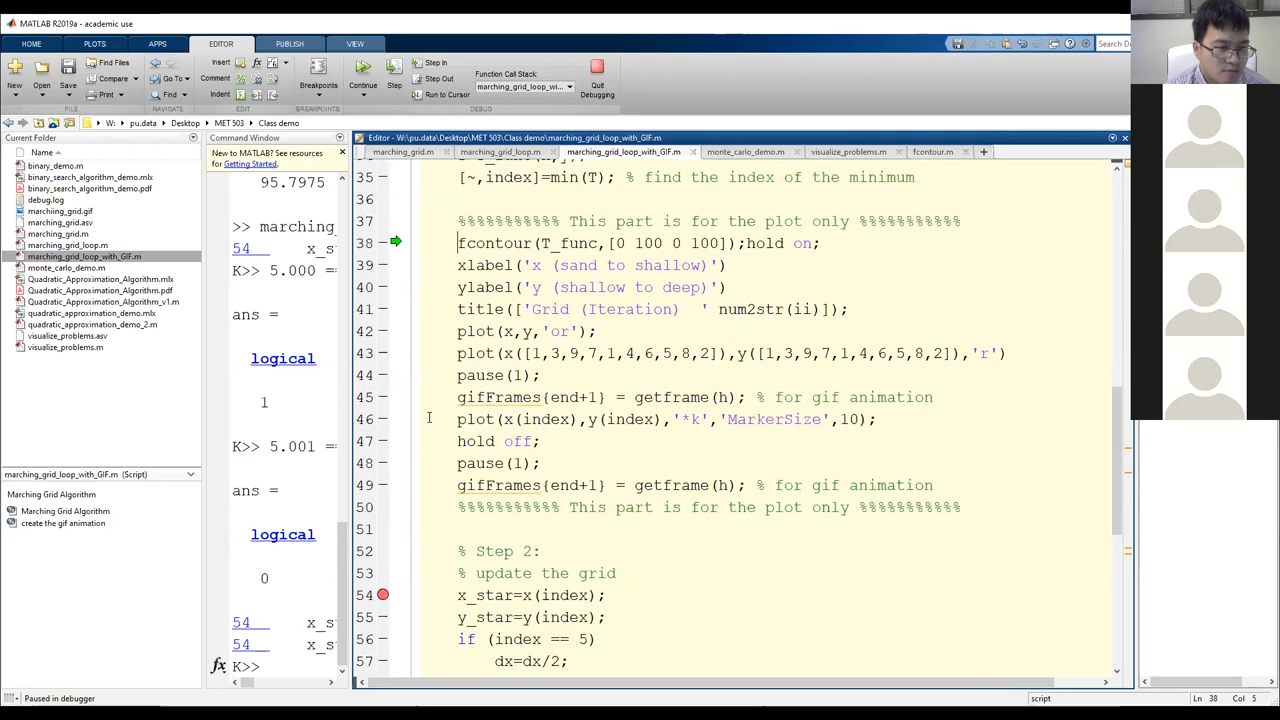 MATLAB R2019a - academic use
HOME PLOTS APPS EDITOR PUBLISH VIEW
Search Do
New Open Save Find Files Compare Print Go To Find Insert Comment Indent fx Breakpoints Continue Step Step In Step Out Run to Cursor Function Call Stack: marching_grid_loop_wi... Quit Debugging
FILE NAVIGATE EDIT DEBUG
W: pu.data Desktop MET 503 Class demo
Current Folder
Name
binary_demo.m
binary_search_algorithm_demo.mlx
binary_search_algorithm_demo.pdf
debug.log
marchiing_grid.gif
marching_grid.asv
marching_grid.m
marching_grid_loop.m
marching_grid_loop_with_GIF.m
monte_carlo_demo.m
Quadratic_Approximation_Algorithm.mlx
Quadratic_Approximation_Algorithm.pdf
Quadratic_Approximation_Algorithm_v1.m
quadratic_approximation_demo.mlx
quadratic_approximation_demo_2.m
visualize_problems.asv
visualize_problems.m
marching_grid_loop_with_GIF.m (Script)
Marching Grid Algorithm
Marching Grid Algorithm
create the gif animation
Command Window
New to MATLAB? See resources for Getting Started.
95.7975
>> marching_
54 x_s
K>> 5.000 ==
ans =
logical
1
K>> 5.001 ==
ans =
logical
0
54 x_st
54 x_st
fx K>>
Editor - W:\pu.data\Desktop\MET 503\Class demo\marching_grid_loop_with_GIF.m
marching_grid.m marching_grid_loop.m marching_grid_loop_with_GIF.m monte_carlo_demo.m visualize_problems.m fcontour.m
35 [~,index]=min(T); % find the index of the minimum
36
37 %%%%%%%%%%% This part is for the plot only %%%%%%%%%%%
38 fcontour(T_func,[0 100 0 100]);hold on;
39 xlabel('x (sand to shallow)')
40 ylabel('y (shallow to deep)')
41 title(['Grid (Iteration) ' num2str(ii)]);
42 plot(x,y,'or');
43 plot(x([1,3,9,7,1,4,6,5,8,2]),y([1,3,9,7,1,4,6,5,8,2]),'r')
44 pause(1);
45 gifFrames{end+1} = getframe(h); % for gif animation
46 plot(x(index),y(index),'*k','MarkerSize',10);
47 hold off;
48 pause(1);
49 gifFrames{end+1} = getframe(h); % for gif animation
50 %%%%%%%%%%% This part is for the plot only %%%%%%%%%%%
51
52 % Step 2:
53 % update the grid
54 x_star=x(index);
55 y_star=y(index);
56 if (index == 5)
57 dx=dx/2;
Paused in debugger
script
Ln 38 Col 5